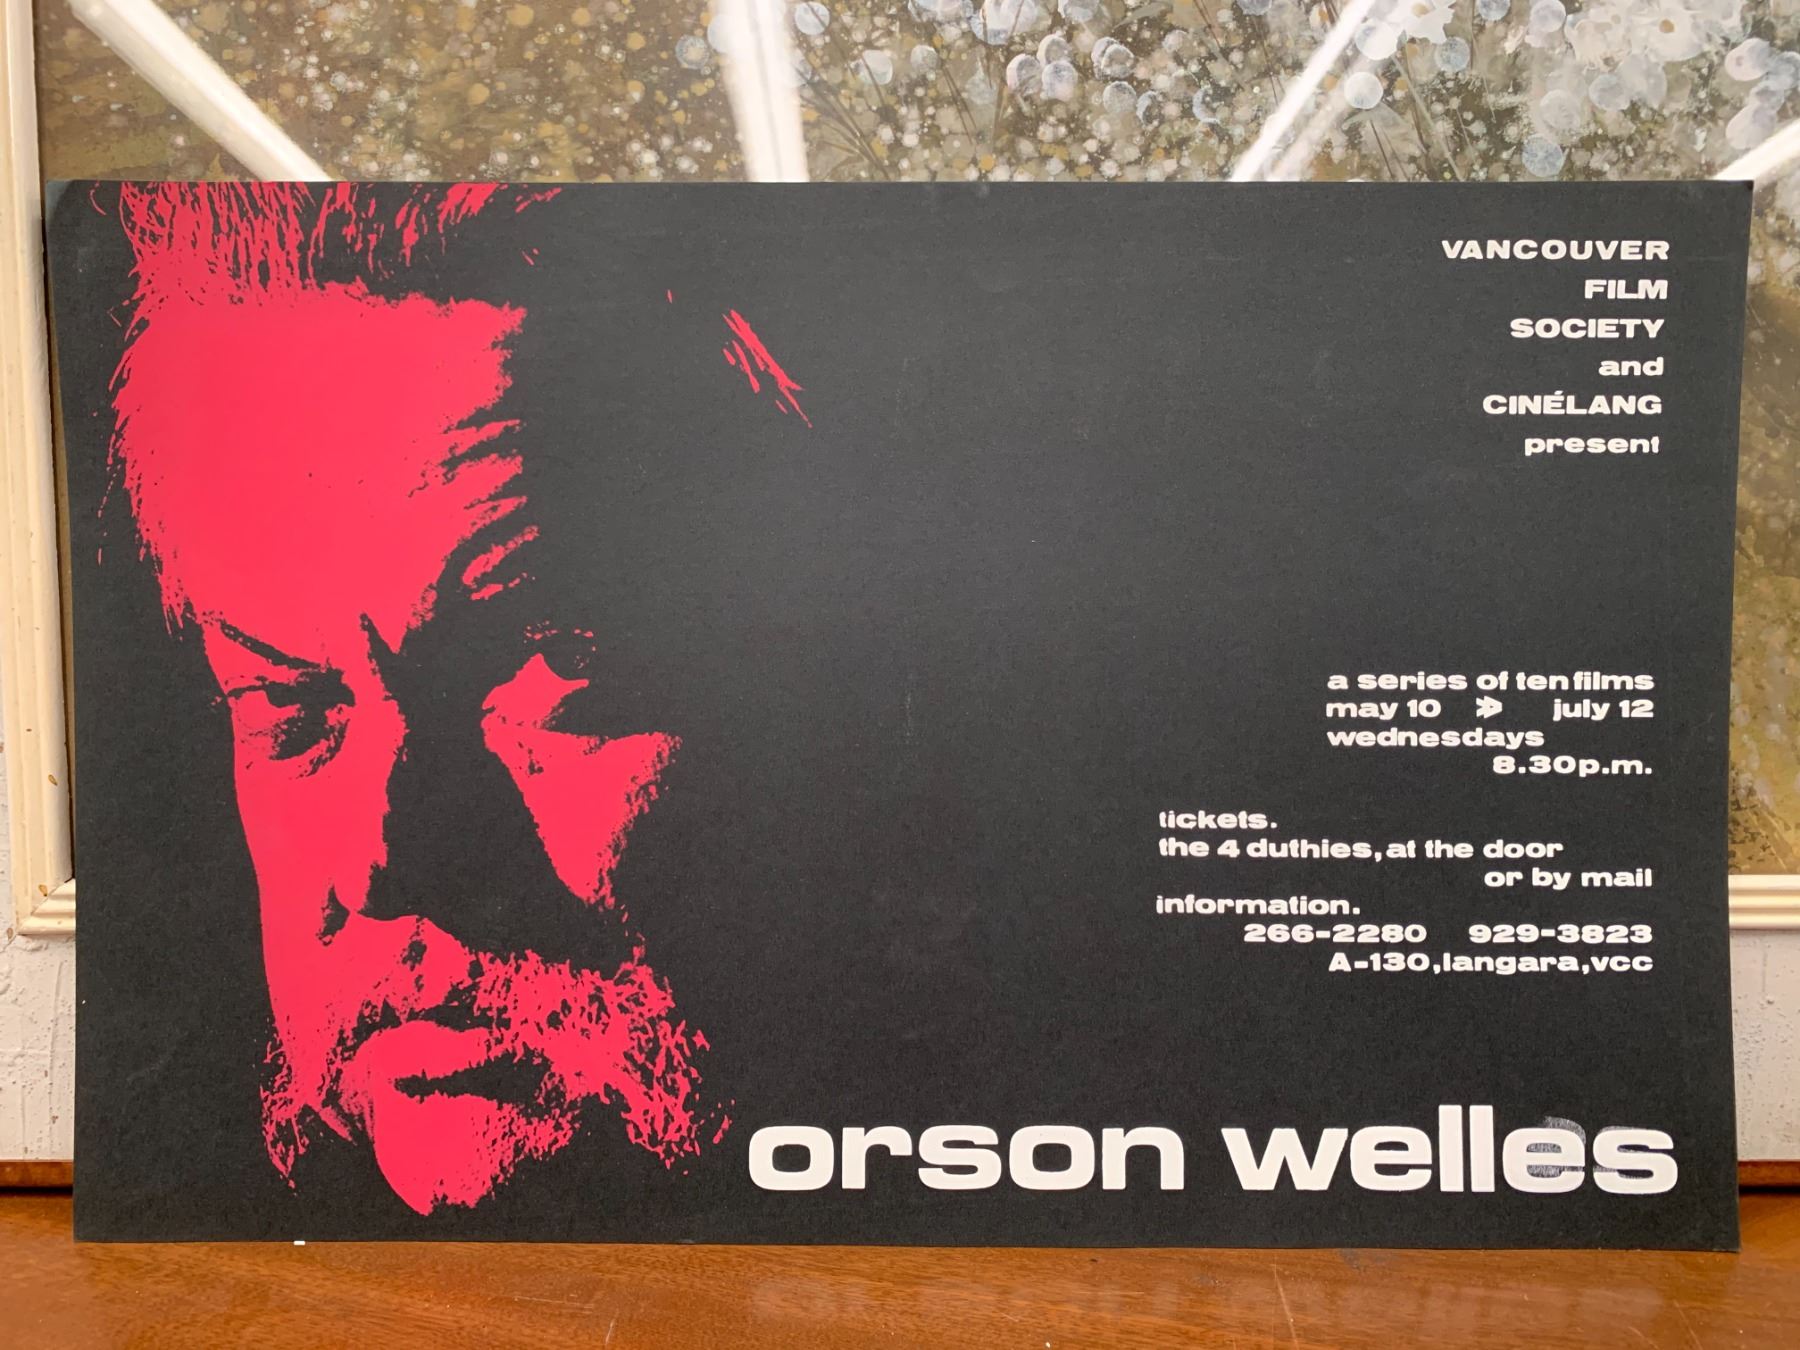 VANCOUVER
FILM
SOCIETY
and
CINÉLANG
present
a series of ten films
may 10 july 12
wednesdays
8.30p.m.
tickets.
the 4 duthies, at the door
or by mail
information.
266-2280 929-3823
A-130, langara, vcc
orson welles